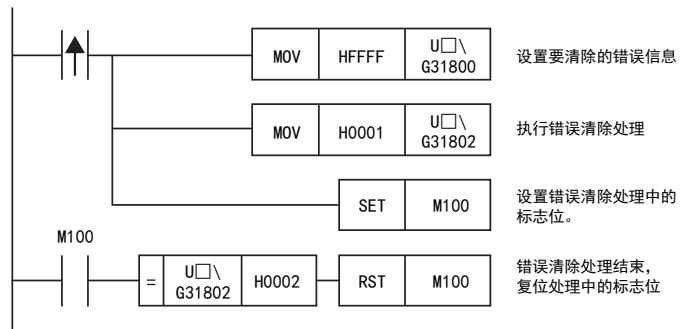 MOV HFFFF U□\
G31800
设置要清除的错误信息
MOV H0001 U□\
G31802
执行错误清除处理
SET M100
设置错误清除处理中的
标志位。
M100
= U□\
G31802
H0002 RST M100
错误清除处理结束，
复位处理中的标志位